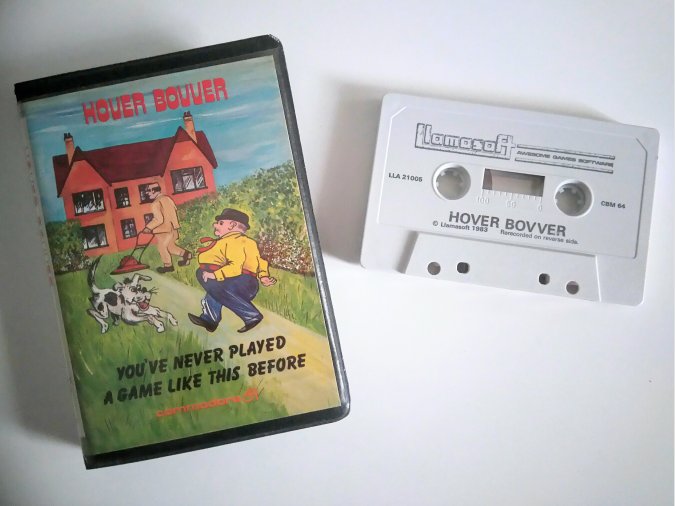 HOVER BOVVER
YOU'VE NEVER PLAYED
A GAME LIKE THIS BEFORE
commodore 64
llamasoft
AWESOME GAMES SOFTWARE
LLA 21005
CBM 64
100 50 0
HOVER BOVVER
© Llamasoft 1983 Rerecorded on reverse side.